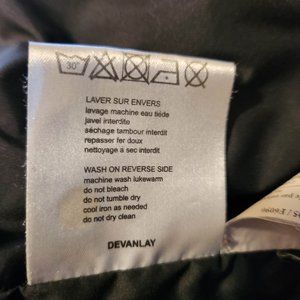 30°
LAVER SUR ENVERS
lavage machine eau tiède
javel interdite
séchage tambour interdit
repasser fer doux
nettoyage a sec interdit
WASH ON REVERSE SIDE
machine wash lukewarm
do not bleach
do not tumble dry
cool iron as needed
do not dry clean
DEVANLAY